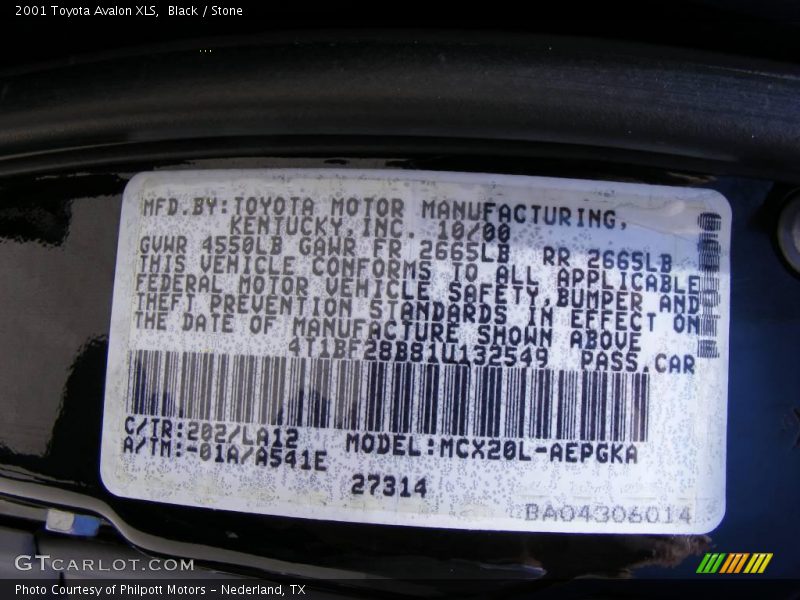 2001 Toyota Avalon XLS,  Black / Stone
MFD.BY:TOYOTA MOTOR MANUFACTURING,
KENTUCKY,INC. 10/00
GVWR 4550LB GAWR FR 2665LB RR 2665LB
THIS VEHICLE CONFORMS TO ALL APPLICABLE
FEDERAL MOTOR VEHICLE SAFETY,BUMPER AND
THEFT PREVENTION STANDARDS IN EFFECT ON
THE DATE OF MANUFACTURE SHOWN ABOVE
4T1BF28B81U132549 PASS.CAR
C/TR:202/LA12 MODEL:MCX20L-AEPGKA
A/TM:-01A/A541E
27314
BA04306014
GTCARLOT.COM
Photo Courtesy of Philpott Motors - Nederland, TX